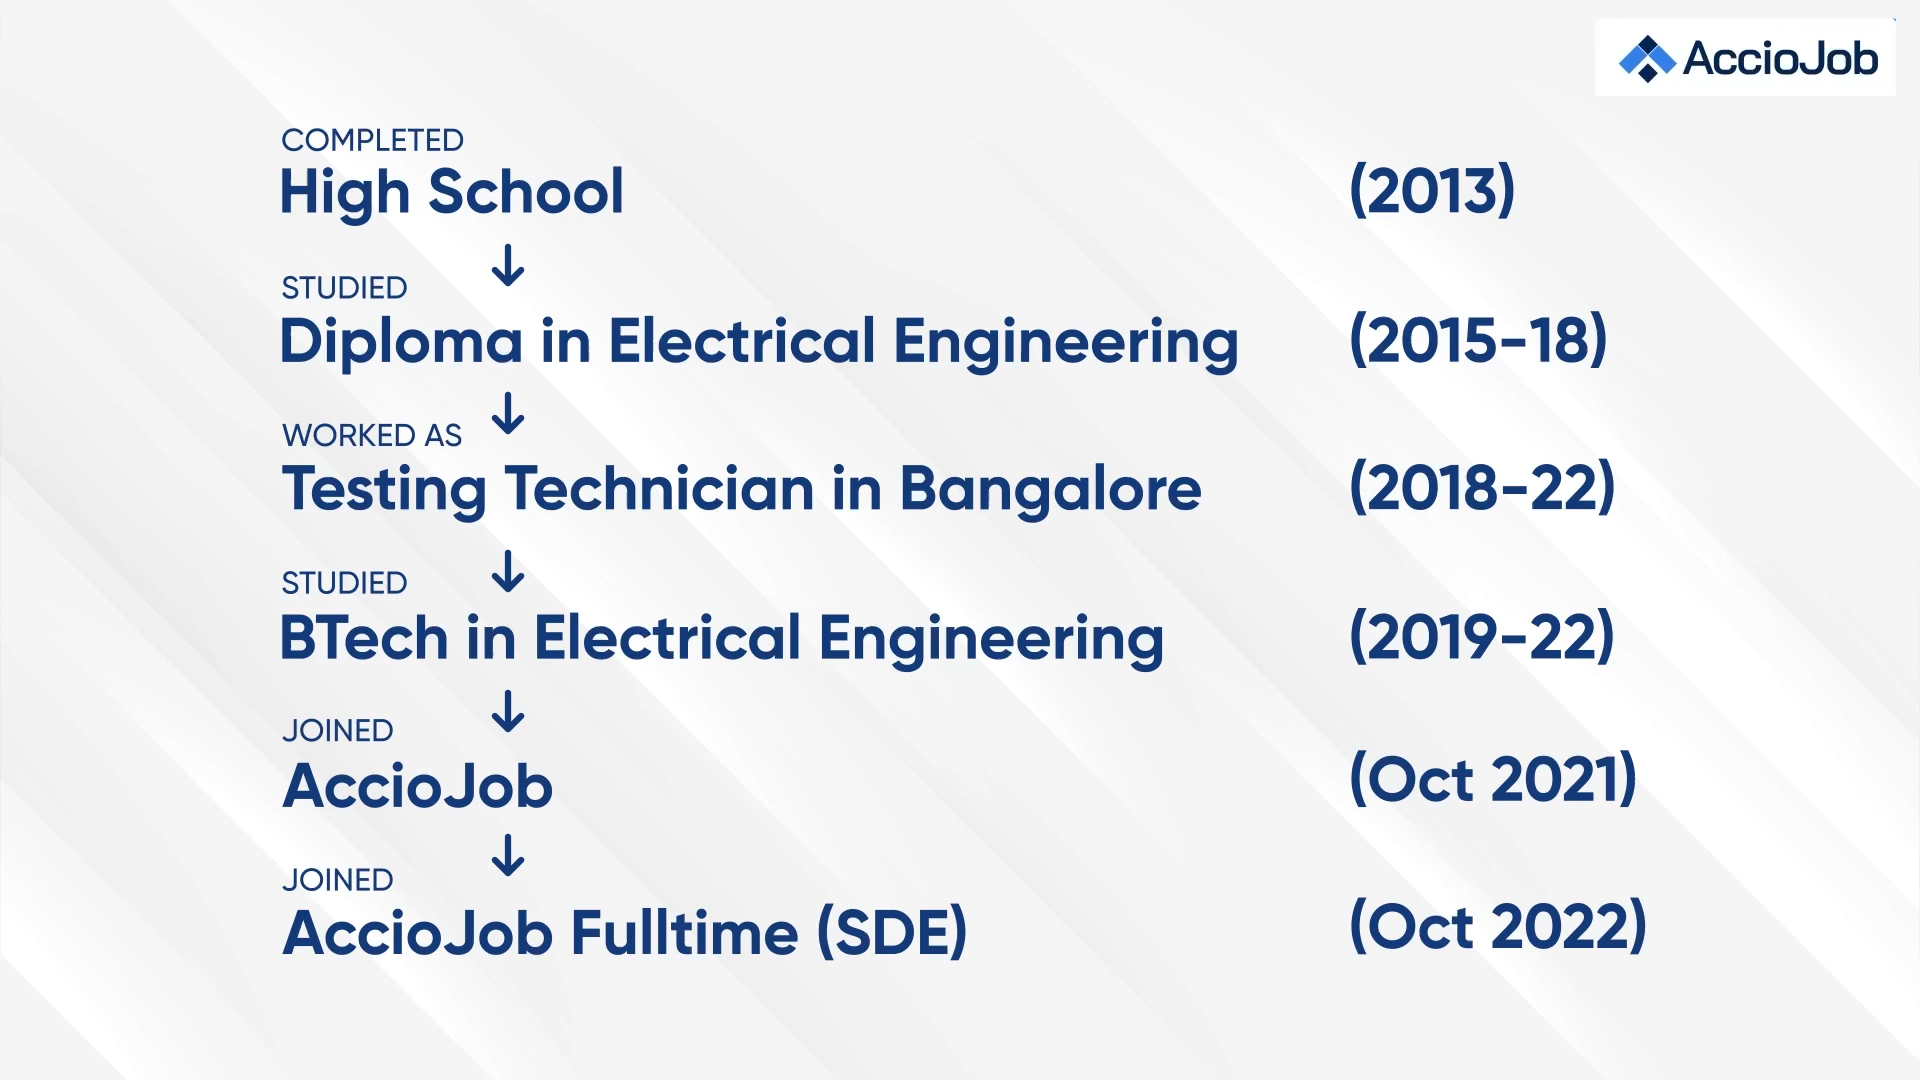 AccioJob
COMPLETED
High School (2013)
STUDIED
Diploma in Electrical Engineering (2015-18)
WORKED AS
Testing Technician in Bangalore (2018-22)
STUDIED
BTech in Electrical Engineering (2019-22)
JOINED
AccioJob (Oct 2021)
JOINED
AccioJob Fulltime (SDE) (Oct 2022)